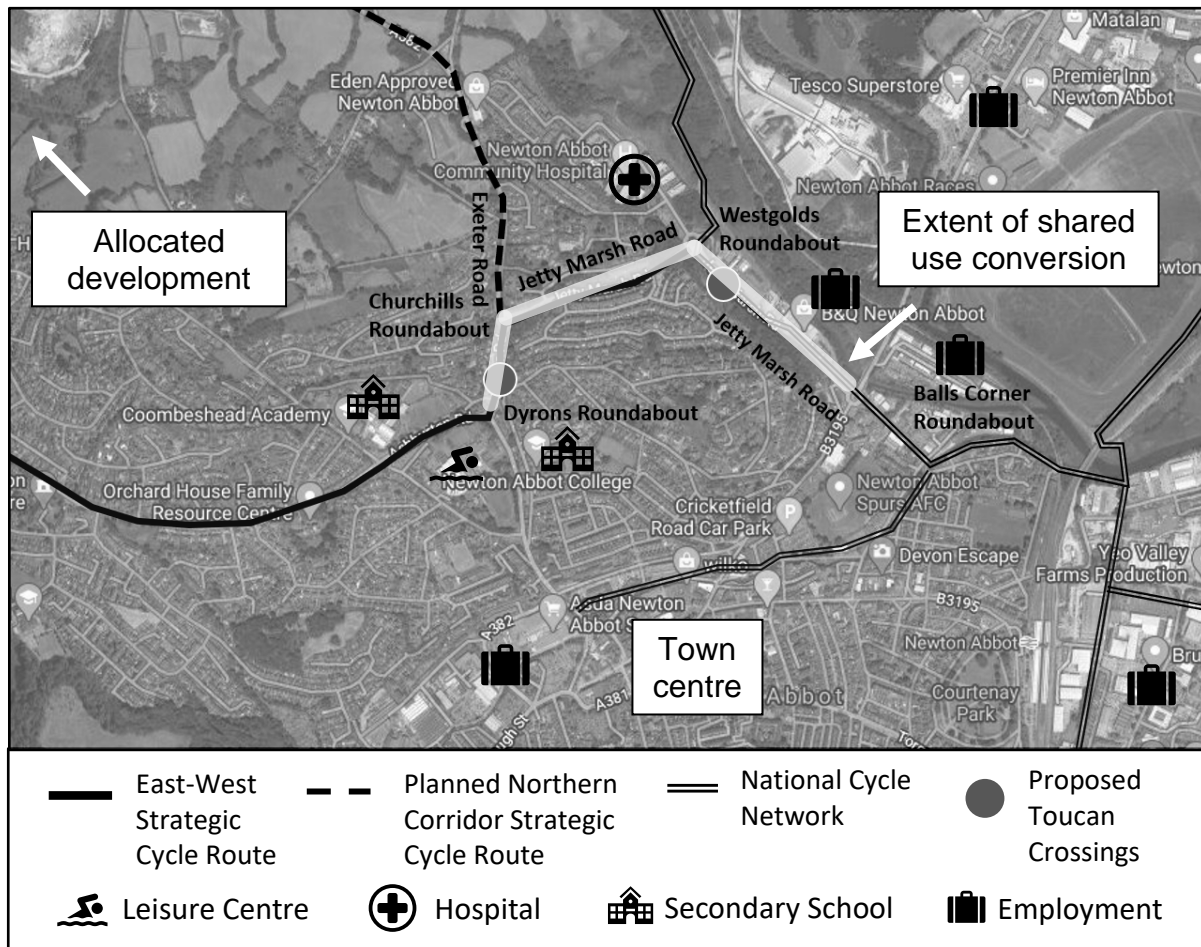 Matalan
A382
Eden Approved
Newton Abbot
Tesco Superstore
Premier Inn
Newton Abbot
Newton Abbot
Community Hospital
Newton Abbot Races
Allocated
development
Exeter Road
Westgolds
Roundabout
Extent of shared
use conversion
Jetty Marsh Road
Churchills
Roundabout
B&Q Newton Abbot
Jetty Marsh Road
Balls Corner
Roundabout
Coombeshead Academy
Dyrons Roundabout
B3195
Newton Abbot College
Orchard House Family
Resource Centre
Newton Abbot
Spurs AFC
Cricketfield
Road Car Park
Devon Escape
Yeo Valley
Farms Production
wilko
Asda Newton
B3195
A382
Newton Abbot
Town
centre
Abbot
Courtenay
Park
A381
East-West
Strategic
Cycle Route
Planned Northern
Corridor Strategic
Cycle Route
National Cycle
Network
Proposed
Toucan
Crossings
Leisure Centre
Hospital
Secondary School
Employment